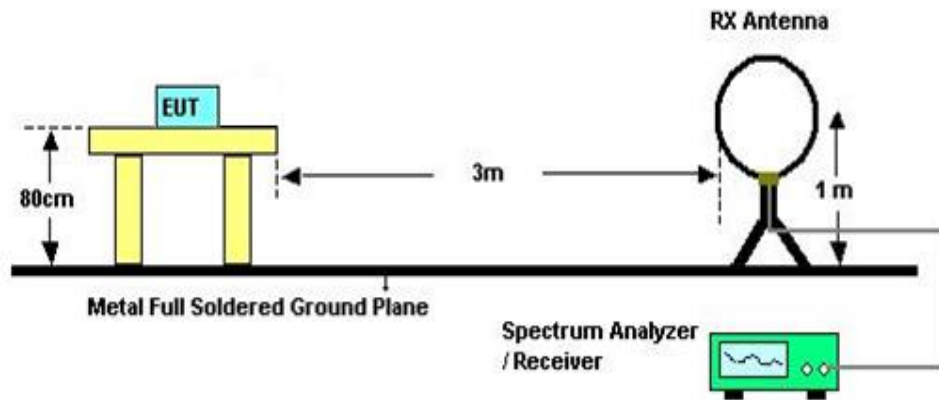 RX Antenna
EUT
80cm
3m
1 m
Metal Full Soldered Ground Plane
Spectrum Analyzer
/ Receiver